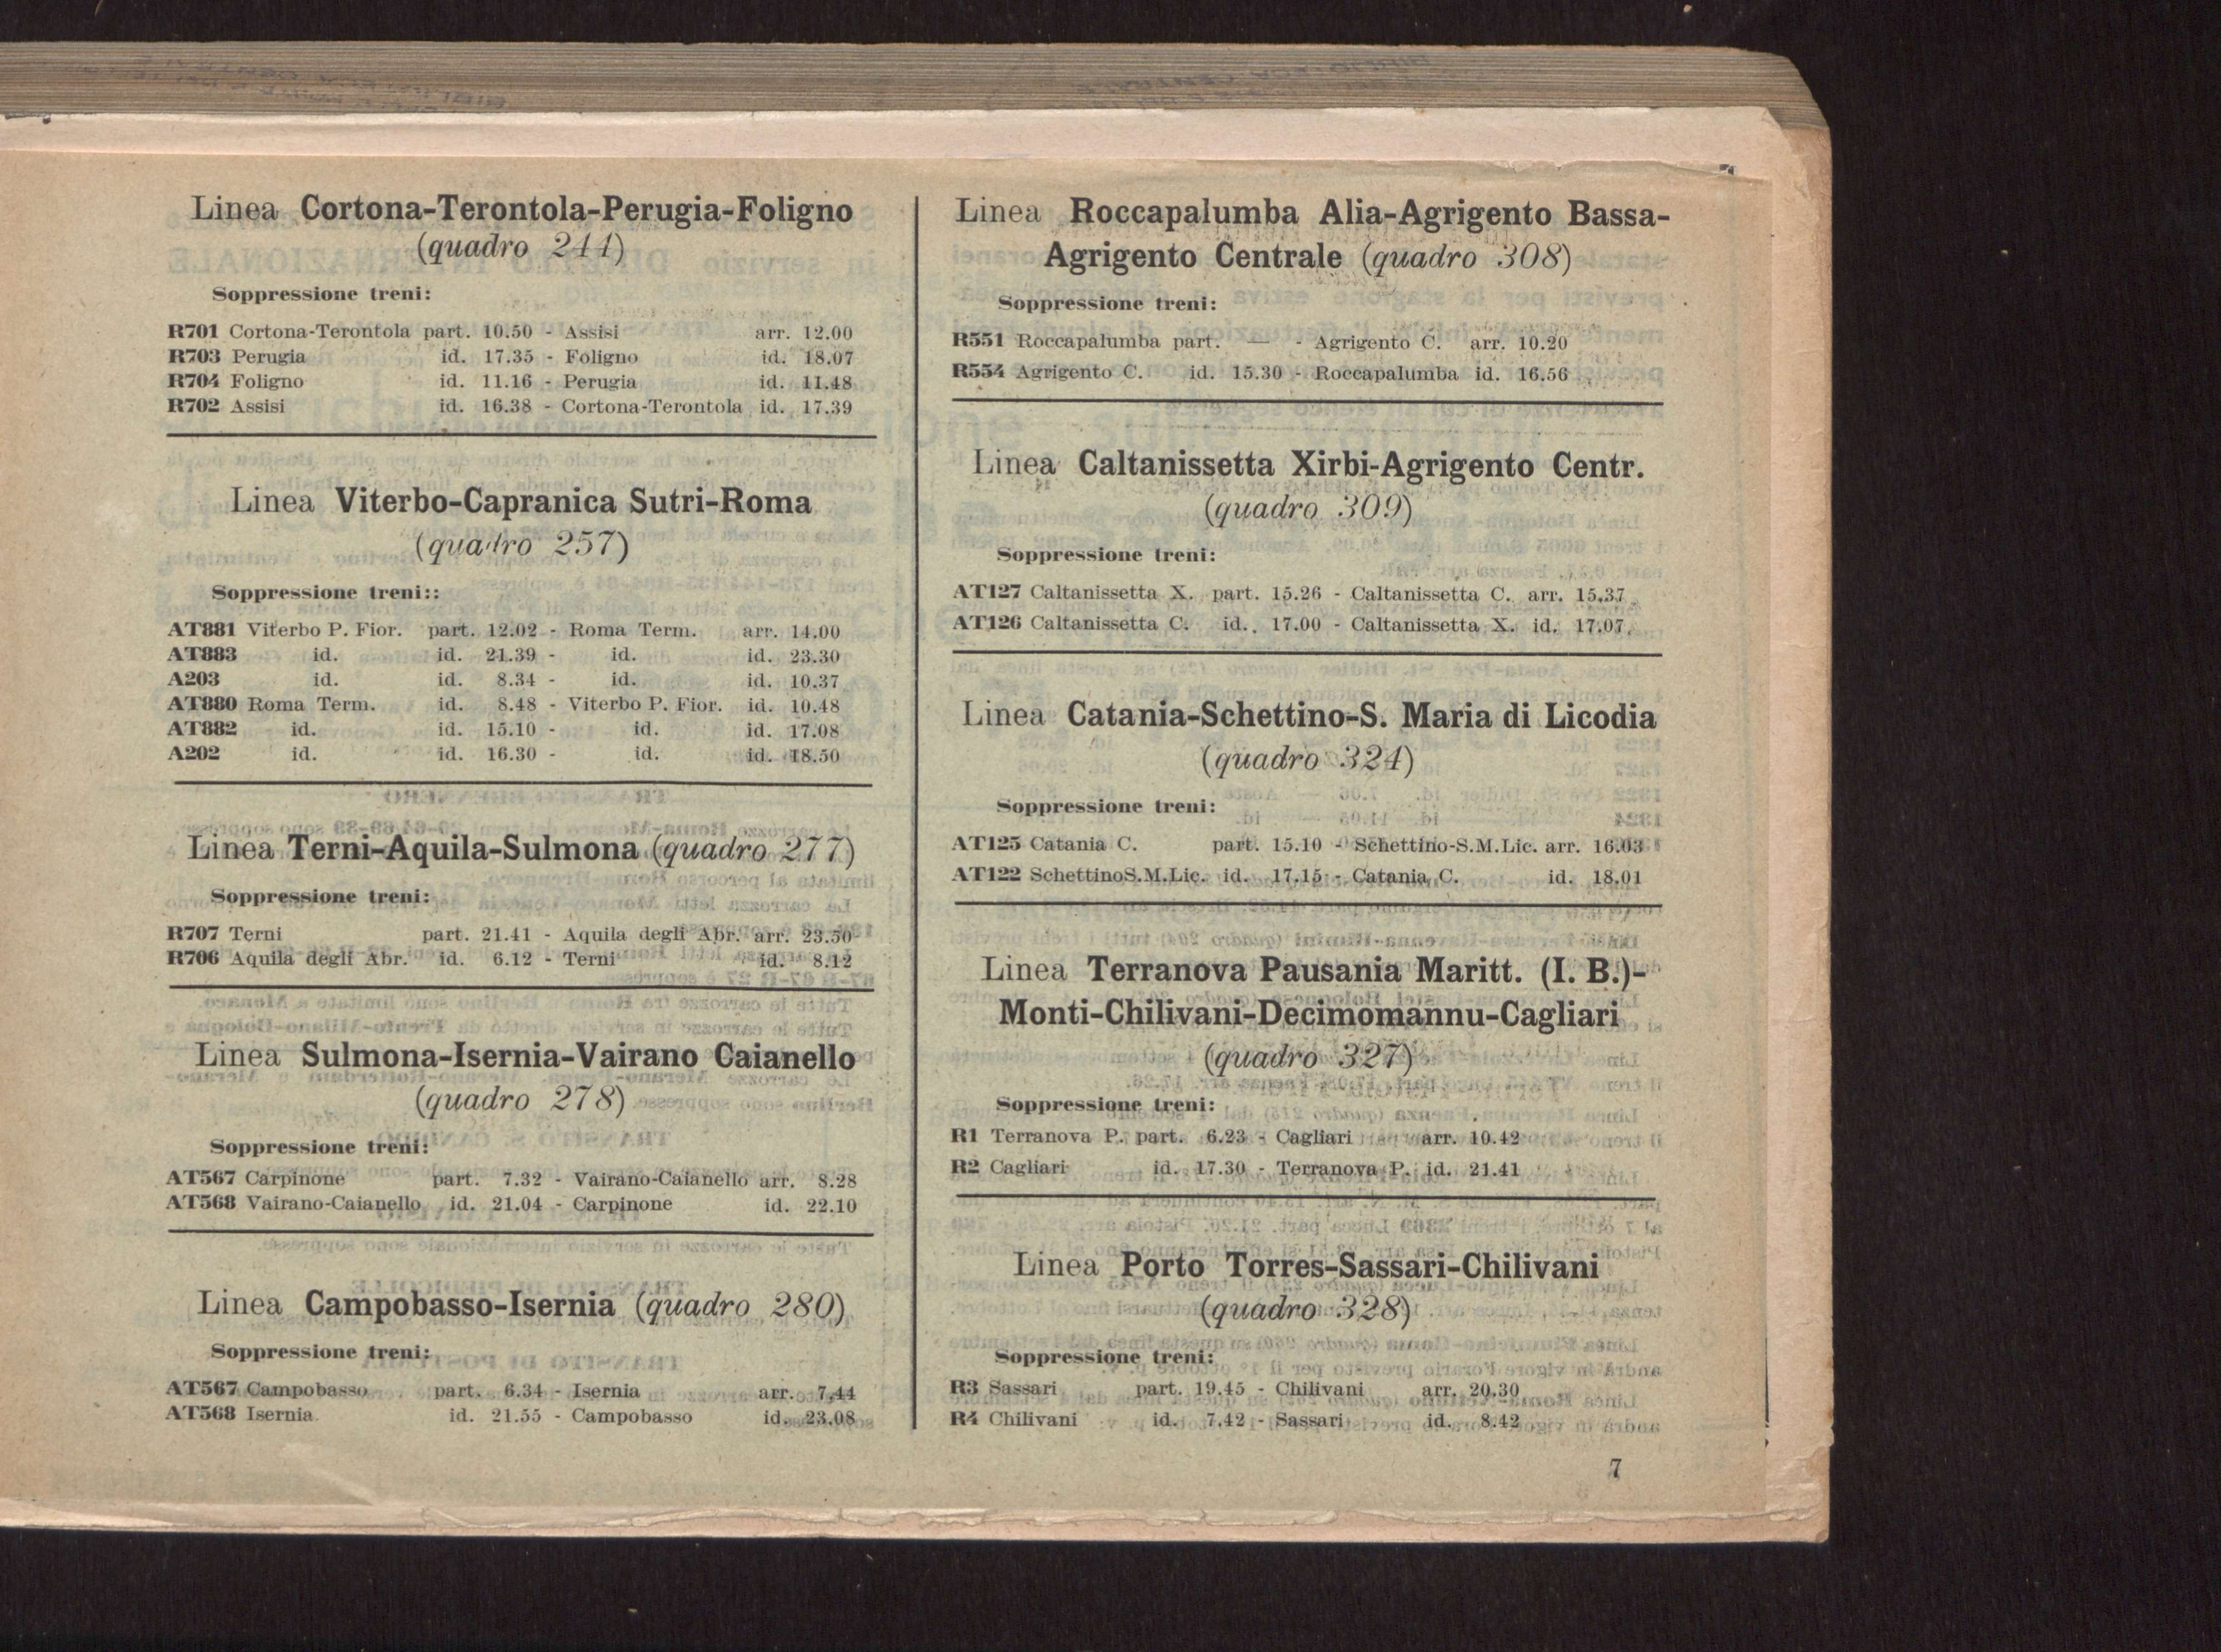 Linea Cortona-Terontola-Perugia-Foligno
(quadro 244)
Soppressione treni:
R701 Cortona-Terontola part. 10.50 - Assisi arr. 12.00
R703 Perugia id. 17.35 - Foligno id. 18.07
R704 Foligno id. 11.16 - Perugia id. 11.48
R702 Assisi id. 16.38 - Cortona-Terontola id. 17.39
Linea Viterbo-Capranica Sutri-Roma
(quadro 257)
Soppressione treni::
AT881 Viterbo P. Fior. part. 12.02 - Roma Term. arr. 14.00
AT883 id. id. 21.39 - id. id. 23.30
A203 id. id. 8.34 - id. id. 10.37
AT880 Roma Term. id. 8.48 - Viterbo P. Fior. id. 10.48
AT882 id. id. 15.10 - id. id. 17.08
A202 id. id. 16.30 - id. id. 18.50
Linea Terni-Aquila-Sulmona (quadro 277)
Soppressione treni:
R707 Terni part. 21.41 - Aquila degli Abr. arr. 23.50
R706 Aquila degli Abr. id. 6.12 - Terni id. 8.12
Linea Sulmona-Isernia-Vairano Caianello
(quadro 278)
Soppressione treni:
AT567 Carpinone part. 7.32 - Vairano-Caianello arr. 8.28
AT568 Vairano-Caianello id. 21.04 - Carpinone id. 22.10
Linea Campobasso-Isernia (quadro 280)
Soppressione treni:
AT567 Campobasso part. 6.34 - Isernia arr. 7.44
AT568 Isernia id. 21.55 - Campobasso id. 23.08
Linea Roccapalumba Alia-Agrigento Bassa-
Agrigento Centrale (quadro 308)
Soppressione treni:
R551 Roccapalumba part. — - Agrigento C. arr. 10.20
R554 Agrigento C. id. 15.30 - Roccapalumba id. 16.56
Linea Caltanissetta Xirbi-Agrigento Centr.
(quadro 309)
Soppressione treni:
AT127 Caltanissetta X. part. 15.26 - Caltanissetta C. arr. 15.37
AT126 Caltanissetta C. id. 17.00 - Caltanissetta X. id. 17.07
Linea Catania-Schettino-S. Maria di Licodia
(quadro 324)
Soppressione treni:
AT125 Catania C. part. 15.10 - Schettino-S.M.Lic. arr. 16.03
AT122 SchettinoS.M.Lic. id. 17.15 - Catania C. id. 18.01
Linea Terranova Pausania Maritt. (I. B.)-
Monti-Chilivani-Decimomannu-Cagliari
(quadro 327)
Soppressione treni:
R1 Terranova P. part. 6.23 - Cagliari arr. 10.42
R2 Cagliari id. 17.30 - Terranova P. id. 21.41
Linea Porto Torres-Sassari-Chilivani
(quadro 328)
Soppressione treni:
R3 Sassari part. 19.45 - Chilivani arr. 20.30
R4 Chilivani id. 7.42 - Sassari id. 8.42
7